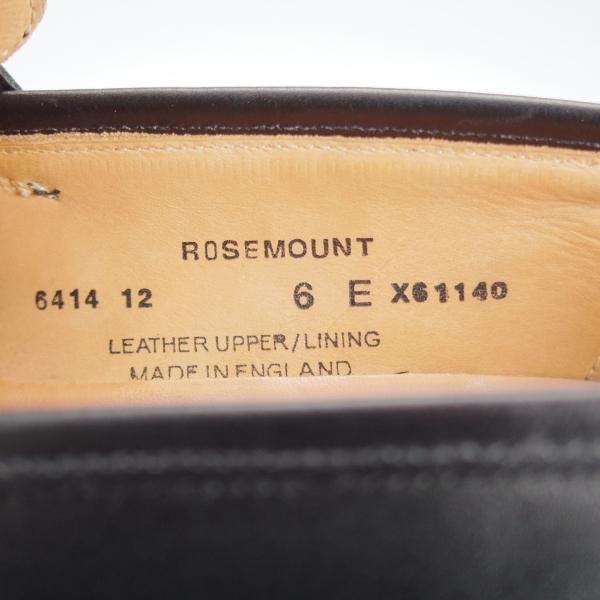 ROSEMOUNT
6414 12 6 E X61140
LEATHER UPPER/LINING
MADE IN ENGLAND